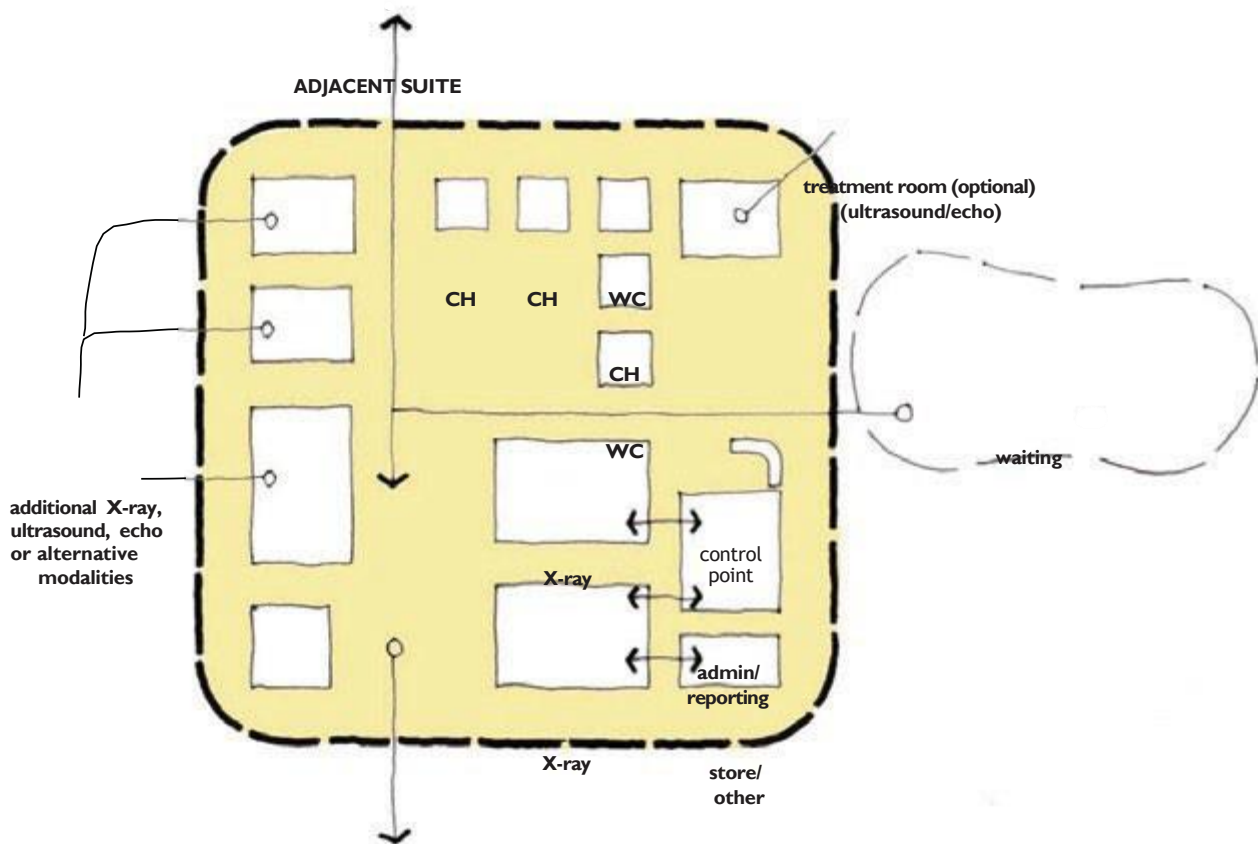 ADJACENT SUITE
treatment room (optional)
(ultrasound/echo)
CH
CH
WC
CH
WC
waiting
additional X-ray,
ultrasound, echo
or alternative
modalities
control
point
X-ray
admin/
reporting
X-ray
store/
other